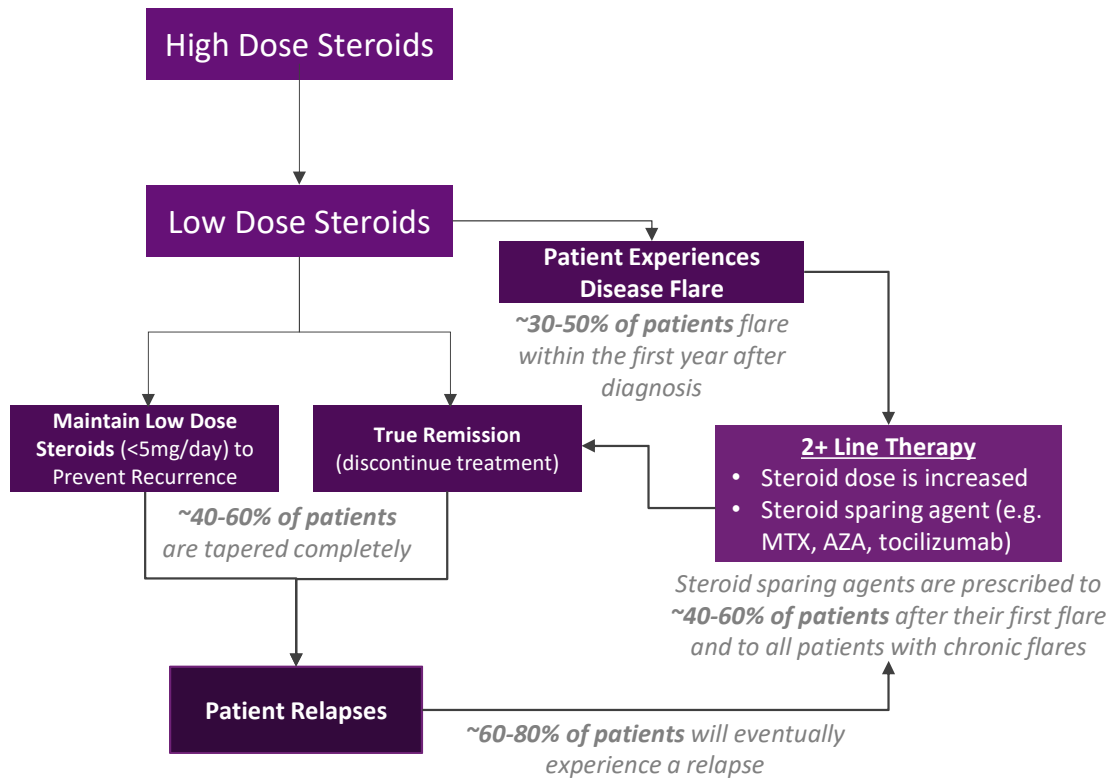 High Dose Steroids
Low Dose Steroids
Patient Experiences
Disease Flare
~30-50% of patients flare
within the first year after
diagnosis
Maintain Low Dose
Steroids (<5mg/day) to
Prevent Recurrence
True Remission
(discontinue treatment)
2+ Line Therapy
• Steroid dose is increased
• Steroid sparing agent (e.g.
MTX, AZA, tocilizumab)
~40-60% of patients
are tapered completely
Steroid sparing agents are prescribed to
~40-60% of patients after their first flare
and to all patients with chronic flares
Patient Relapses
~60-80% of patients will eventually
experience a relapse